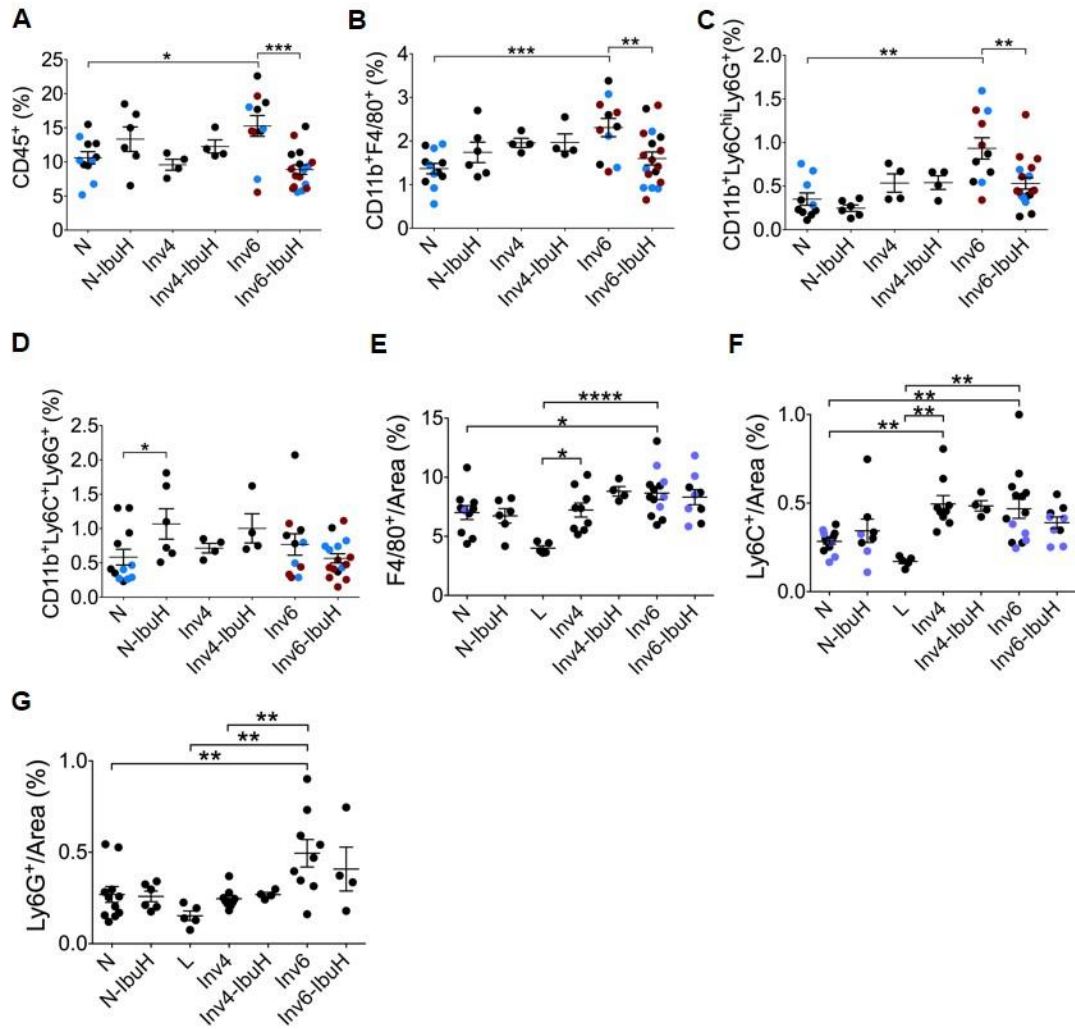 A
CD45⁺ (%)
25
20
15
10
5
0
*
***
N
N-IbuH
Inv4
Inv4-IbuH
Inv6
Inv6-IbuH
B
CD11b⁺F4/80⁺ (%)
4
3
2
1
0
***
**
N
N-IbuH
Inv4
Inv4-IbuH
Inv6
Inv6-IbuH
C
CD11b⁺Ly6CʰⁱLy6G⁺(%)
2.0
1.5
1.0
0.5
0.0
**
**
N
N-IbuH
Inv4
Inv4-IbuH
Inv6
Inv6-IbuH
D
CD11b⁺Ly6C⁺Ly6G⁺ (%)
2.5
2.0
1.5
1.0
0.5
0.0
*
N
N-IbuH
Inv4
Inv4-IbuH
Inv6
Inv6-IbuH
E
F4/80⁺/Area (%)
15
10
5
0
****
*
*
N
N-IbuH
L
Inv4
Inv4-IbuH
Inv6
Inv6-IbuH
F
Ly6C⁺/Area (%)
1.0
0.5
0.0
**
**
**
**
N
N-IbuH
L
Inv4
Inv4-IbuH
Inv6
Inv6-IbuH
G
Ly6G⁺/Area (%)
1.0
0.5
0.0
**
**
**
N
N-IbuH
L
Inv4
Inv4-IbuH
Inv6
Inv6-IbuH